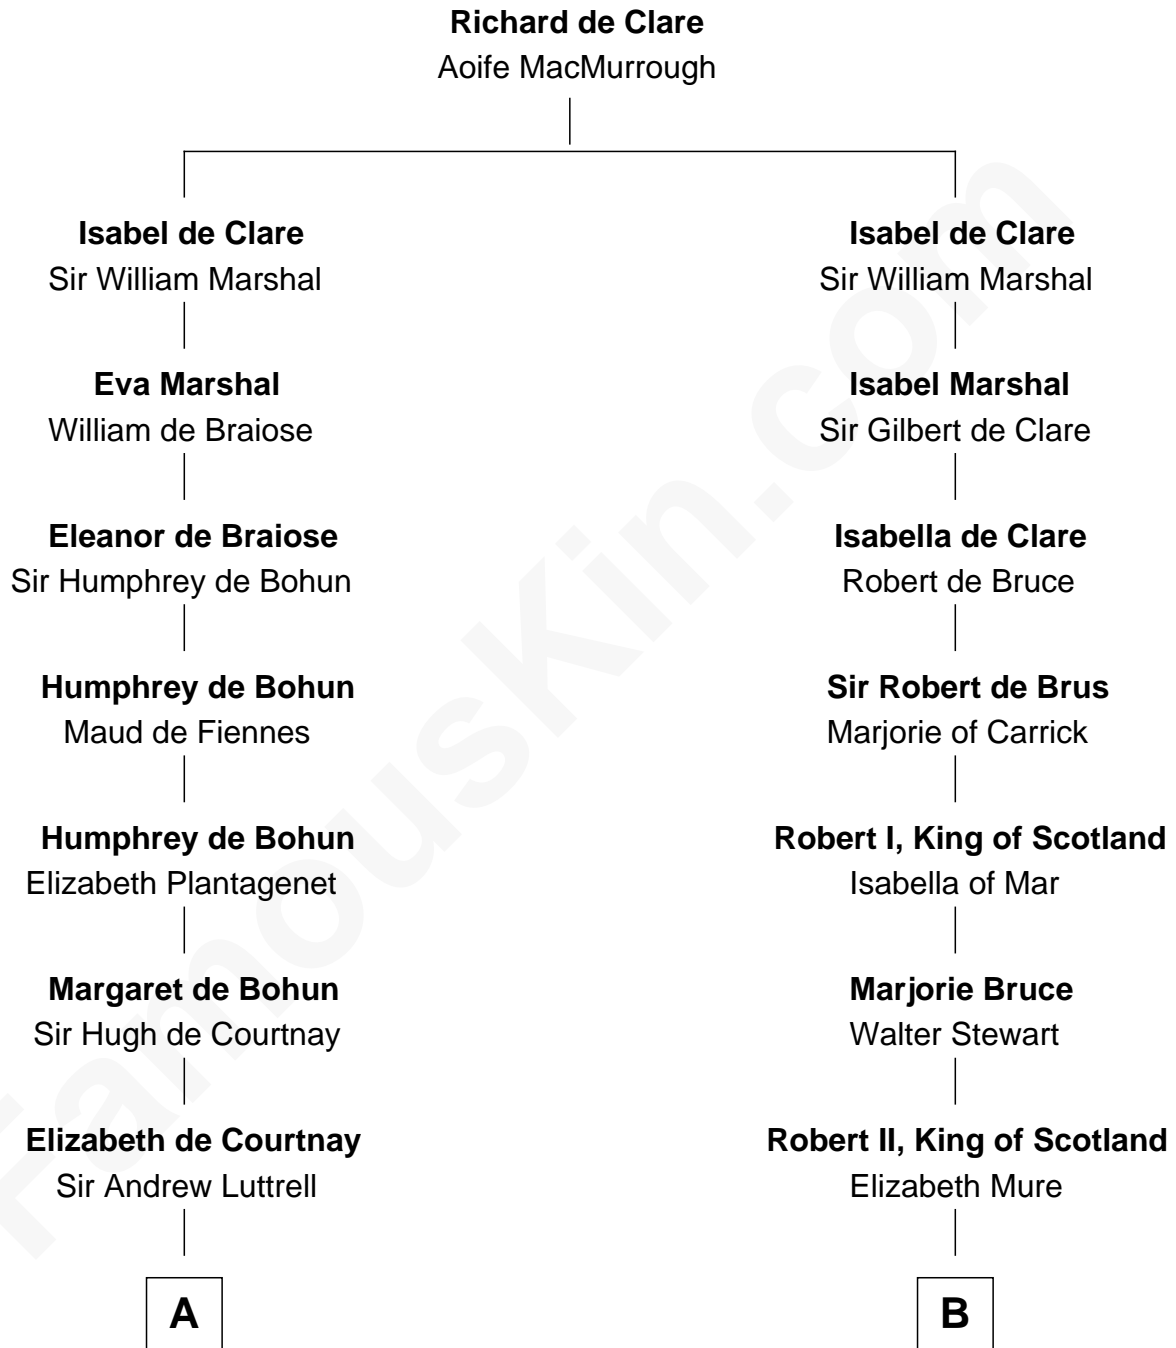 Richard de Clare
Aoife MacMurrough
Isabel de Clare
Sir William Marshal
Isabel de Clare
Sir William Marshal
Eva Marshal
William de Braiose
Isabel Marshal
Sir Gilbert de Clare
Eleanor de Braiose
Sir Humphrey de Bohun
Isabella de Clare
Robert de Bruce
Humphrey de Bohun
Maud de Fiennes
Sir Robert de Brus
Marjorie of Carrick
Humphrey de Bohun
Elizabeth Plantagenet
Robert I, King of Scotland
Isabella of Mar
Margaret de Bohun
Sir Hugh de Courtnay
Marjorie Bruce
Walter Stewart
Elizabeth de Courtnay
Sir Andrew Luttrell
Robert II, King of Scotland
Elizabeth Mure
A
B
FamousKin.com